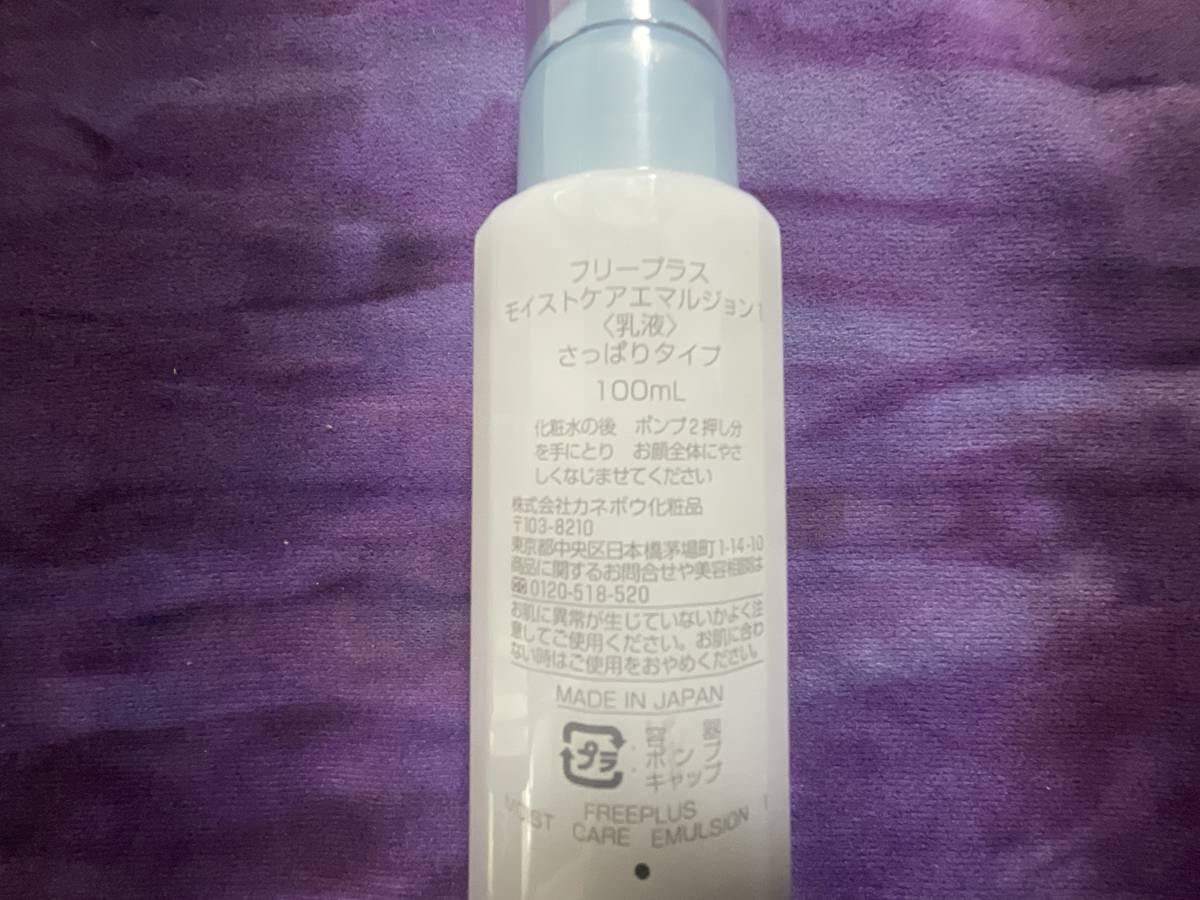 フリープラス
モイストケアエマルジョン1
〈乳液〉
さっぱりタイプ
100mL
化粧水の後 ポンプ2押し分
を手にとり お顔全体にやさ
しくなじませてください
株式会社カネボウ化粧品
〒103-8210
東京都中央区日本橋茅場町1-14-10
商品に関するお問合せや美容相談は
0120-518-520
お肌に異常が生じていないかよく注
意してご使用ください。お肌に合わ
ない時はご使用をおやめください。
MADE IN JAPAN
プラ
容器
ポンプ
キャップ
FREEPLUS
MOIST CARE EMULSION 1